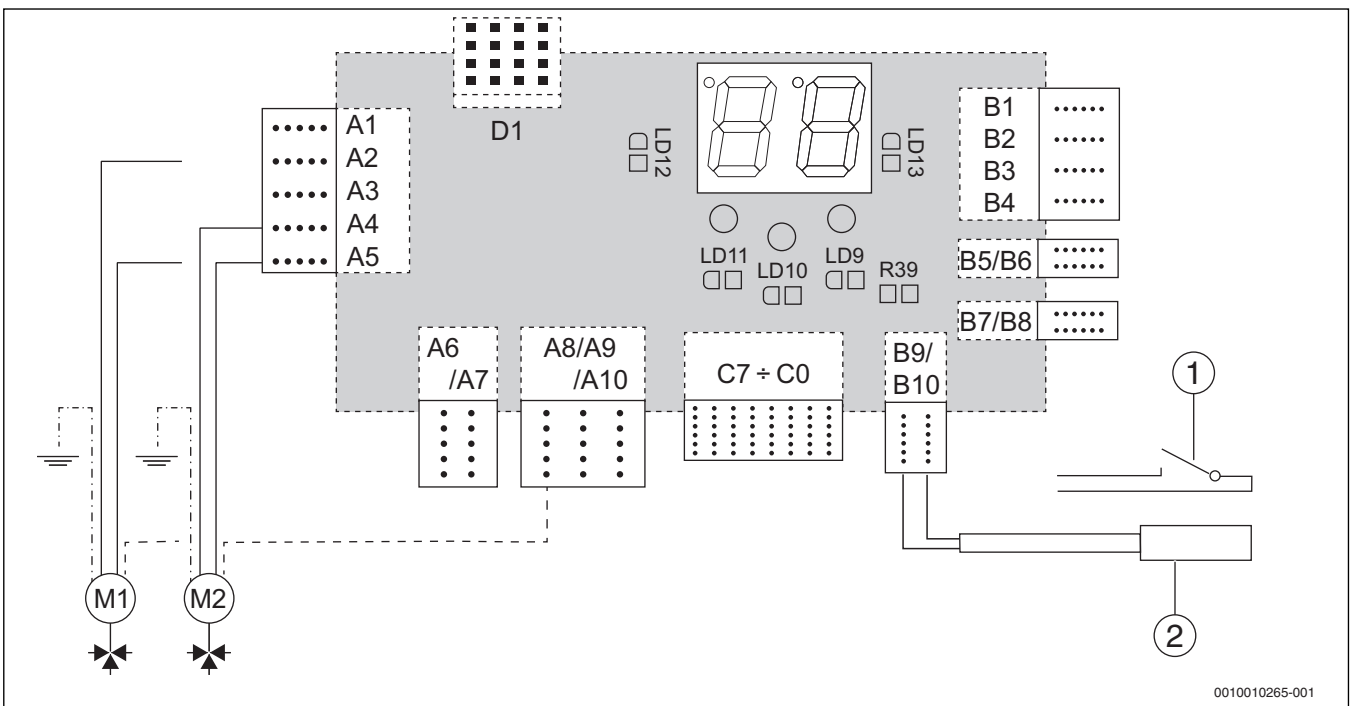 D1
A1
A2
A3
A4
A5
LD12
LD13
B1
B2
B3
B4
LD11
LD10
LD9
R39
B5/B6
B7/B8
A6
/A7
A8/A9
/A10
C7 ÷ C0
B9/
B10
1
M1
M2
2
0010010265-001